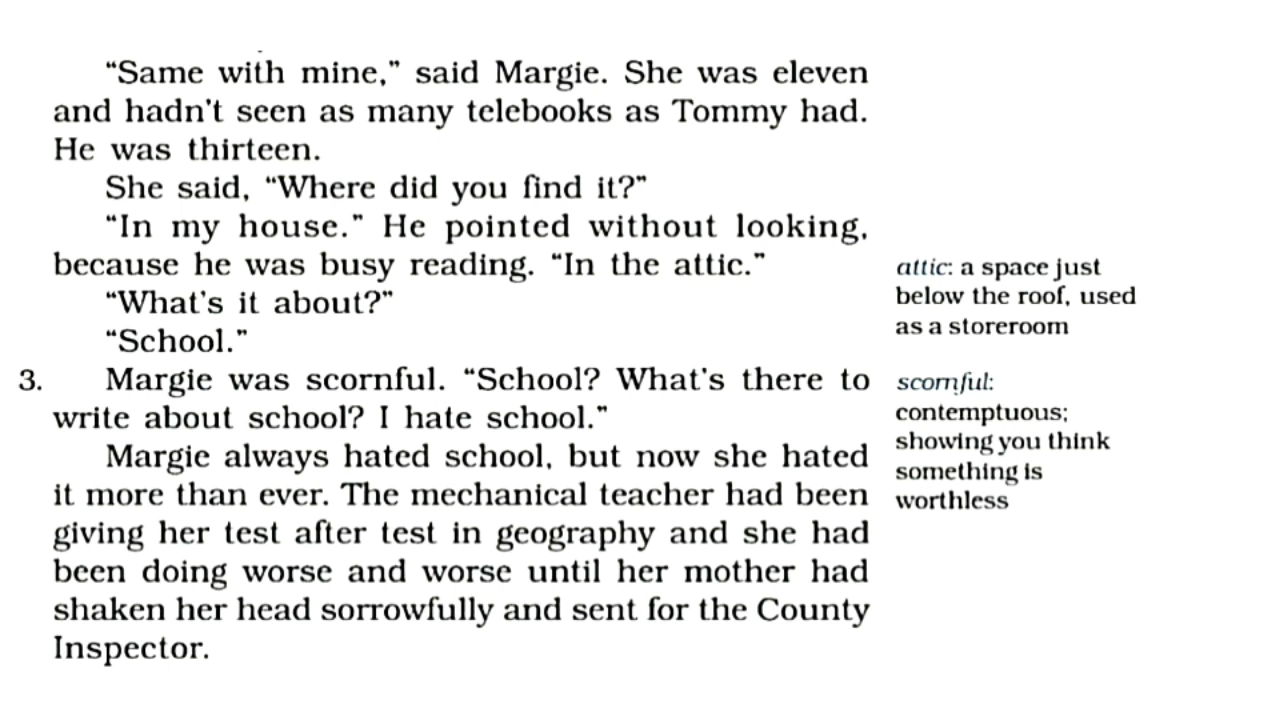 “Same with mine,” said Margie. She was eleven
and hadn't seen as many telebooks as Tommy had.
He was thirteen.
She said, “Where did you find it?”
“In my house.” He pointed without looking,
because he was busy reading. “In the attic.”
“What's it about?”
“School.”
3. Margie was scornful. “School? What's there to
write about school? I hate school.”
Margie always hated school, but now she hated
it more than ever. The mechanical teacher had been
giving her test after test in geography and she had
been doing worse and worse until her mother had
shaken her head sorrowfully and sent for the County
Inspector.
attic: a space just
below the roof, used
as a storeroom
scornful:
contemptuous;
showing you think
something is
worthless